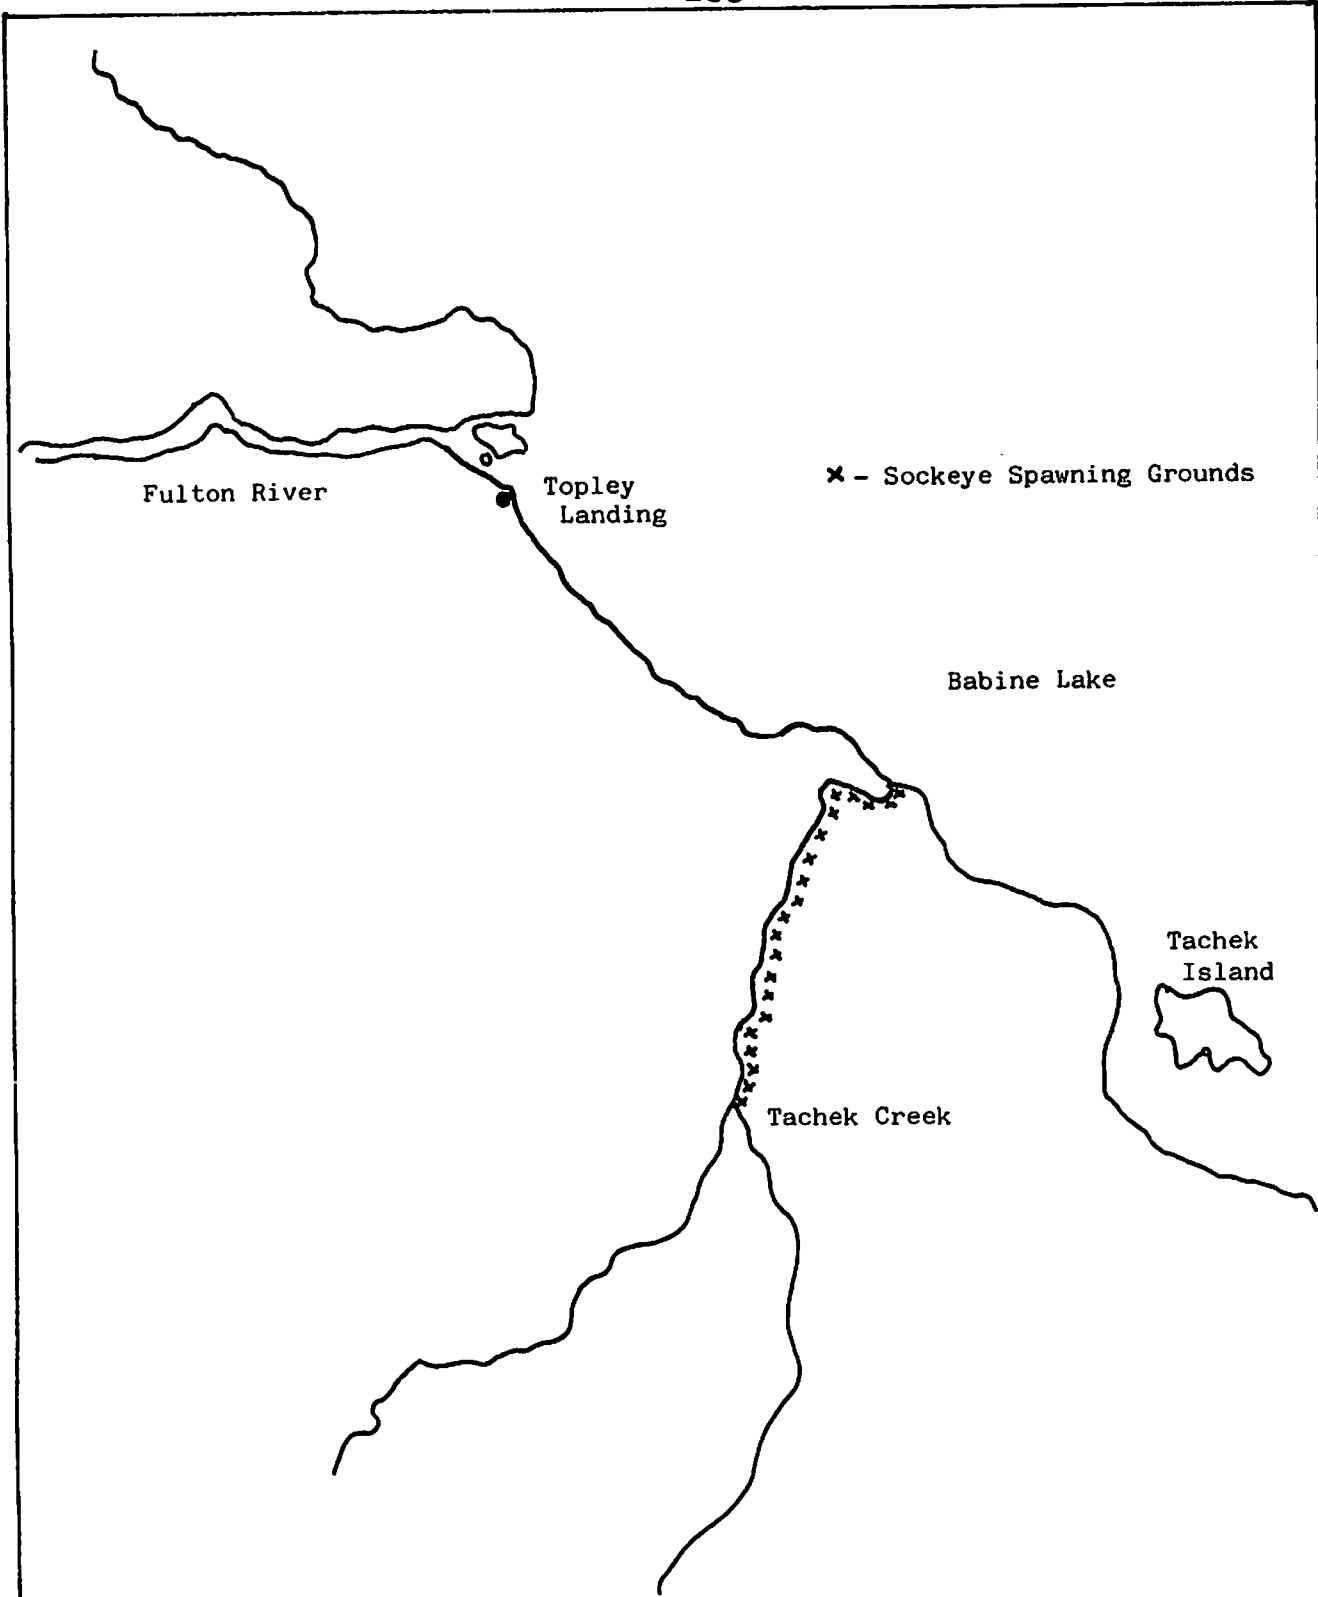 Fulton River
Topley
Landing
x - Sockeye Spawning Grounds
Babine Lake
Tachek
Island
Tachek Creek